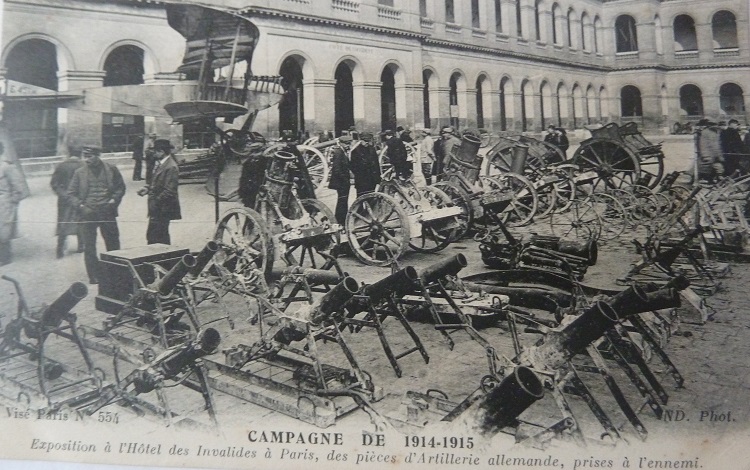 Visé Paris Nº 554
CAMPAGNE DE 1914-1915
ND. Phot.
Exposition à l'Hôtel des Invalides à Paris, des pièces d'Artillerie allemande, prises à l'ennemi.